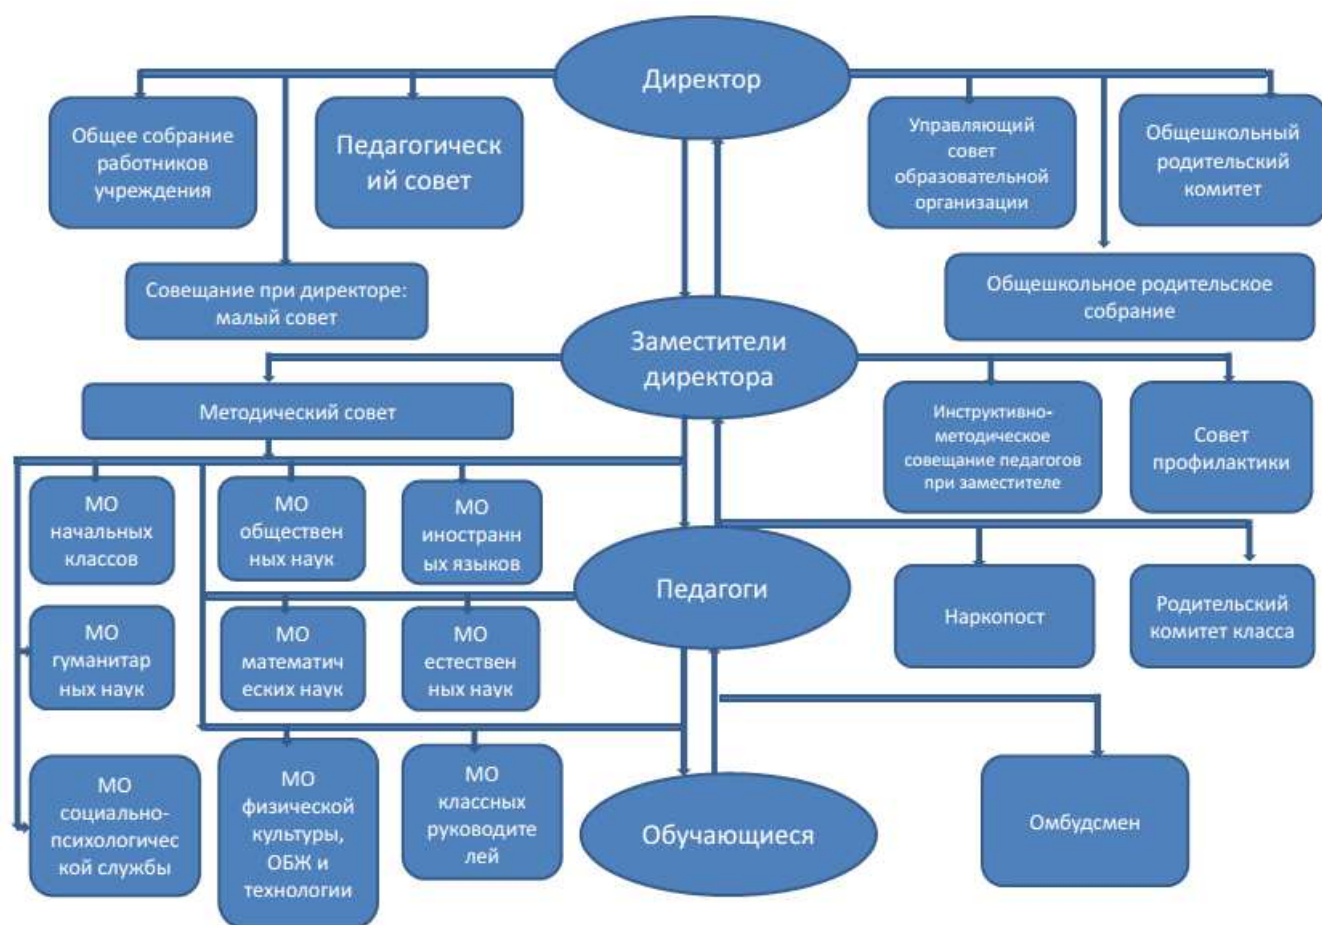 Директор
Общее собрание
работников
учреждения
Педагогическ
ий совет
Управляющий
совет
образовательной
организации
Общешкольный
родительский
комитет
Совещание при директоре:
малый совет
Общешкольное родительское
собрание
Заместители
директора
Методический совет
Инструктивно-
методическое
совещание педагогов
при заместителе
Совет
профилактики
МО
начальных
классов
МО
обществен
ных наук
МО
иностранн
ых языков
Педагоги
Наркопост
Родительский
комитет класса
МО
гуманитар
ных наук
МО
математич
еских наук
МО
естествен
ных наук
МО
социально-
психологичес
кой службы
МО
физической
культуры,
ОБЖ и
технологии
МО
классных
руководите
лей
Обучающиеся
Омбудсмен